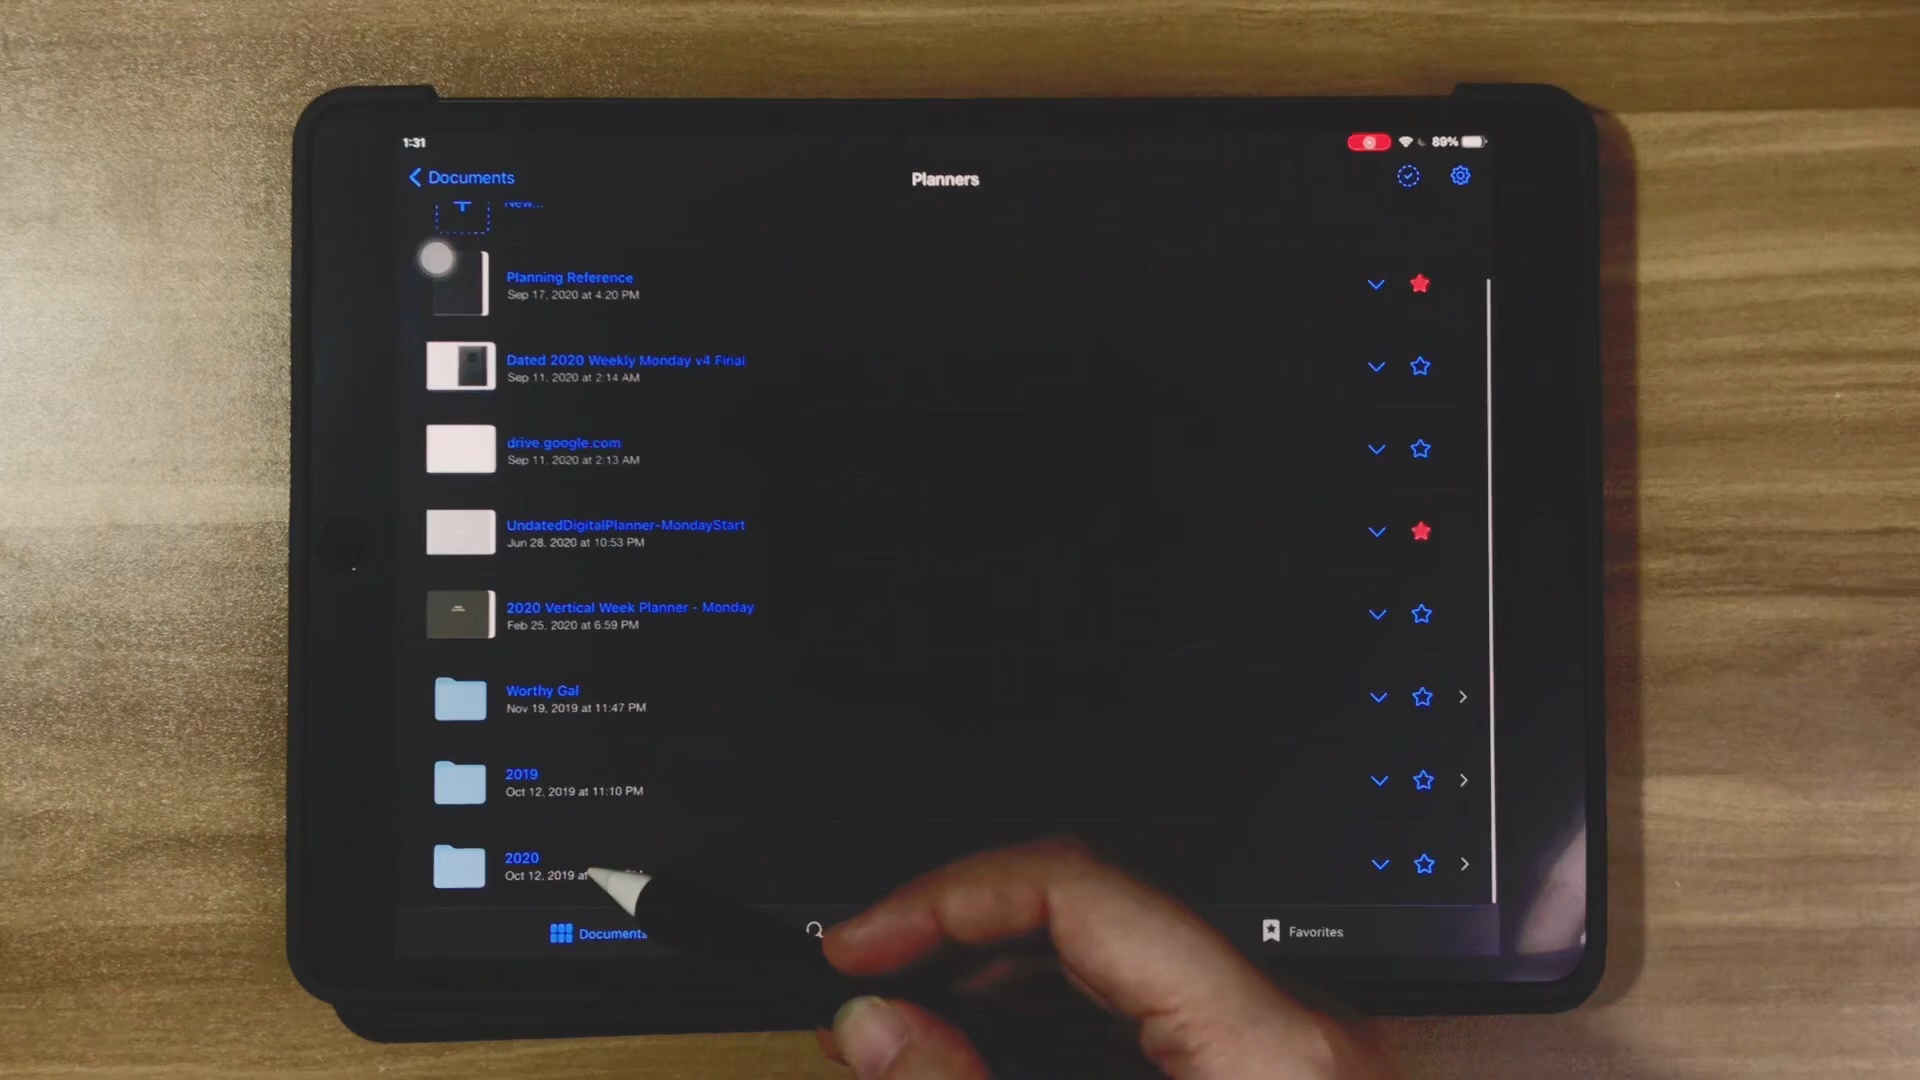 1:31
89%
Documents
Planners
New...
Planning Reference
Sep 17, 2020 at 4:20 PM
Dated 2020 Weekly Monday v4 Final
Sep 11, 2020 at 2:14 AM
drive.google.com
Sep 11, 2020 at 2:13 AM
UndatedDigitalPlanner-MondayStart
Jun 28, 2020 at 10:53 PM
2020 Vertical Week Planner - Monday
Feb 25, 2020 at 6:59 PM
Worthy Gal
Nov 19, 2019 at 11:47 PM
2019
Oct 12, 2019 at 11:10 PM
2020
Oct 12, 2019 at
Documents
Favorites